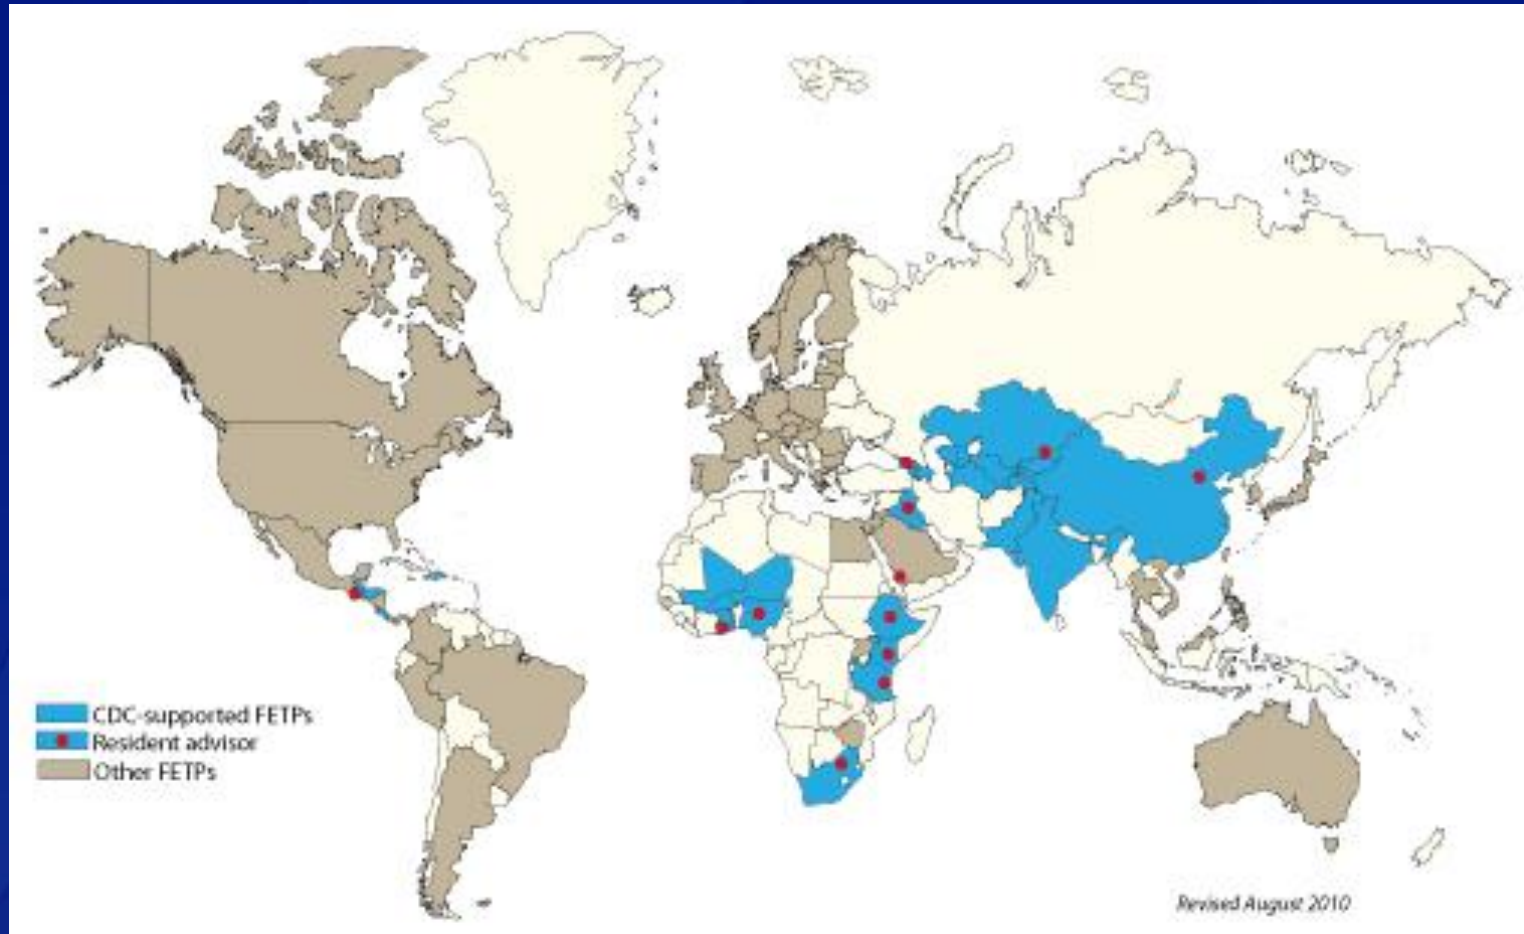 CDC-supported FETPs
Resident advisor
Other FETPs
Revised August 2010